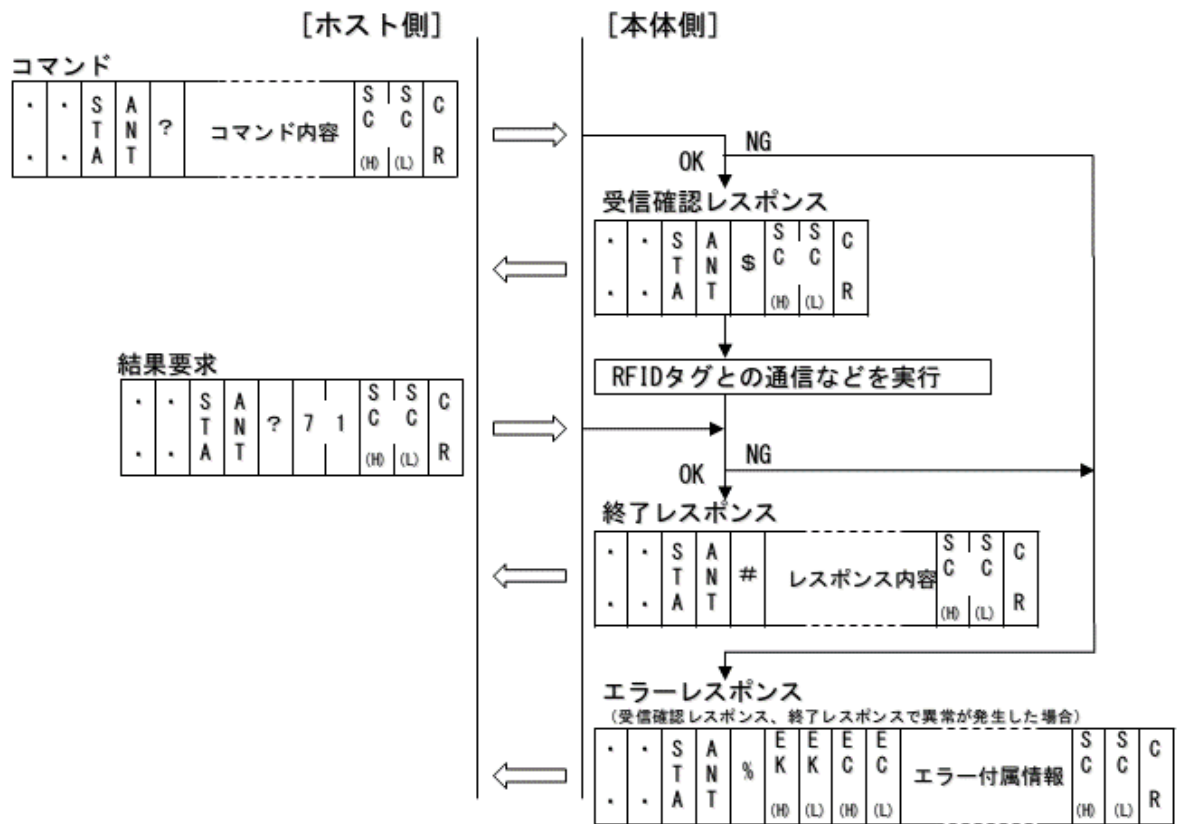 [ホスト側] [本体側]
コマンド
: : STA ANT ? コマンド内容 SC(H) SC(L) CR
NG
OK
受信確認レスポンス
: : STA ANT $ SC(H) SC(L) CR
RFIDタグとの通信などを実行
結果要求
: : STA ANT ? 7 1 SC(H) SC(L) CR
NG
OK
終了レスポンス
: : STA ANT # レスポンス内容 SC(H) SC(L) CR
エラーレスポンス
(受信確認レスポンス、終了レスポンスで異常が発生した場合)
: : STA ANT % EK(H) EK(L) EC(H) EC(L) エラー付属情報 SC(H) SC(L) CR